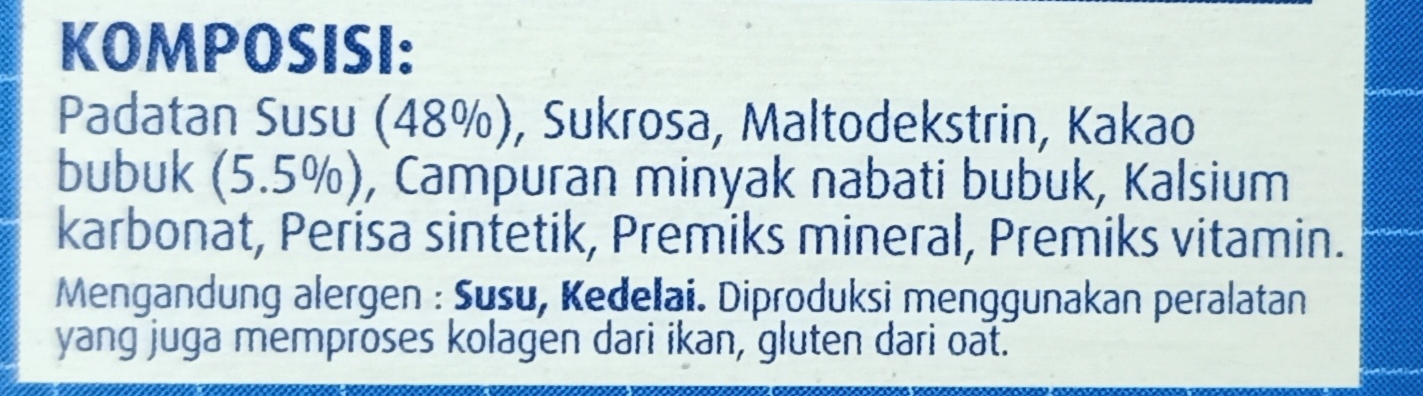 KOMPOSISI:
Padatan Susu (48%), Sukrosa, Maltodekstrin, Kakao
bubuk (5.5%), Campuran minyak nabati bubuk, Kalsium
karbonat, Perisa sintetik, Premiks mineral, Premiks vitamin.
Mengandung alergen : Susu, Kedelai. Diproduksi menggunakan peralatan
yang juga memproses kolagen dari ikan, gluten dari oat.